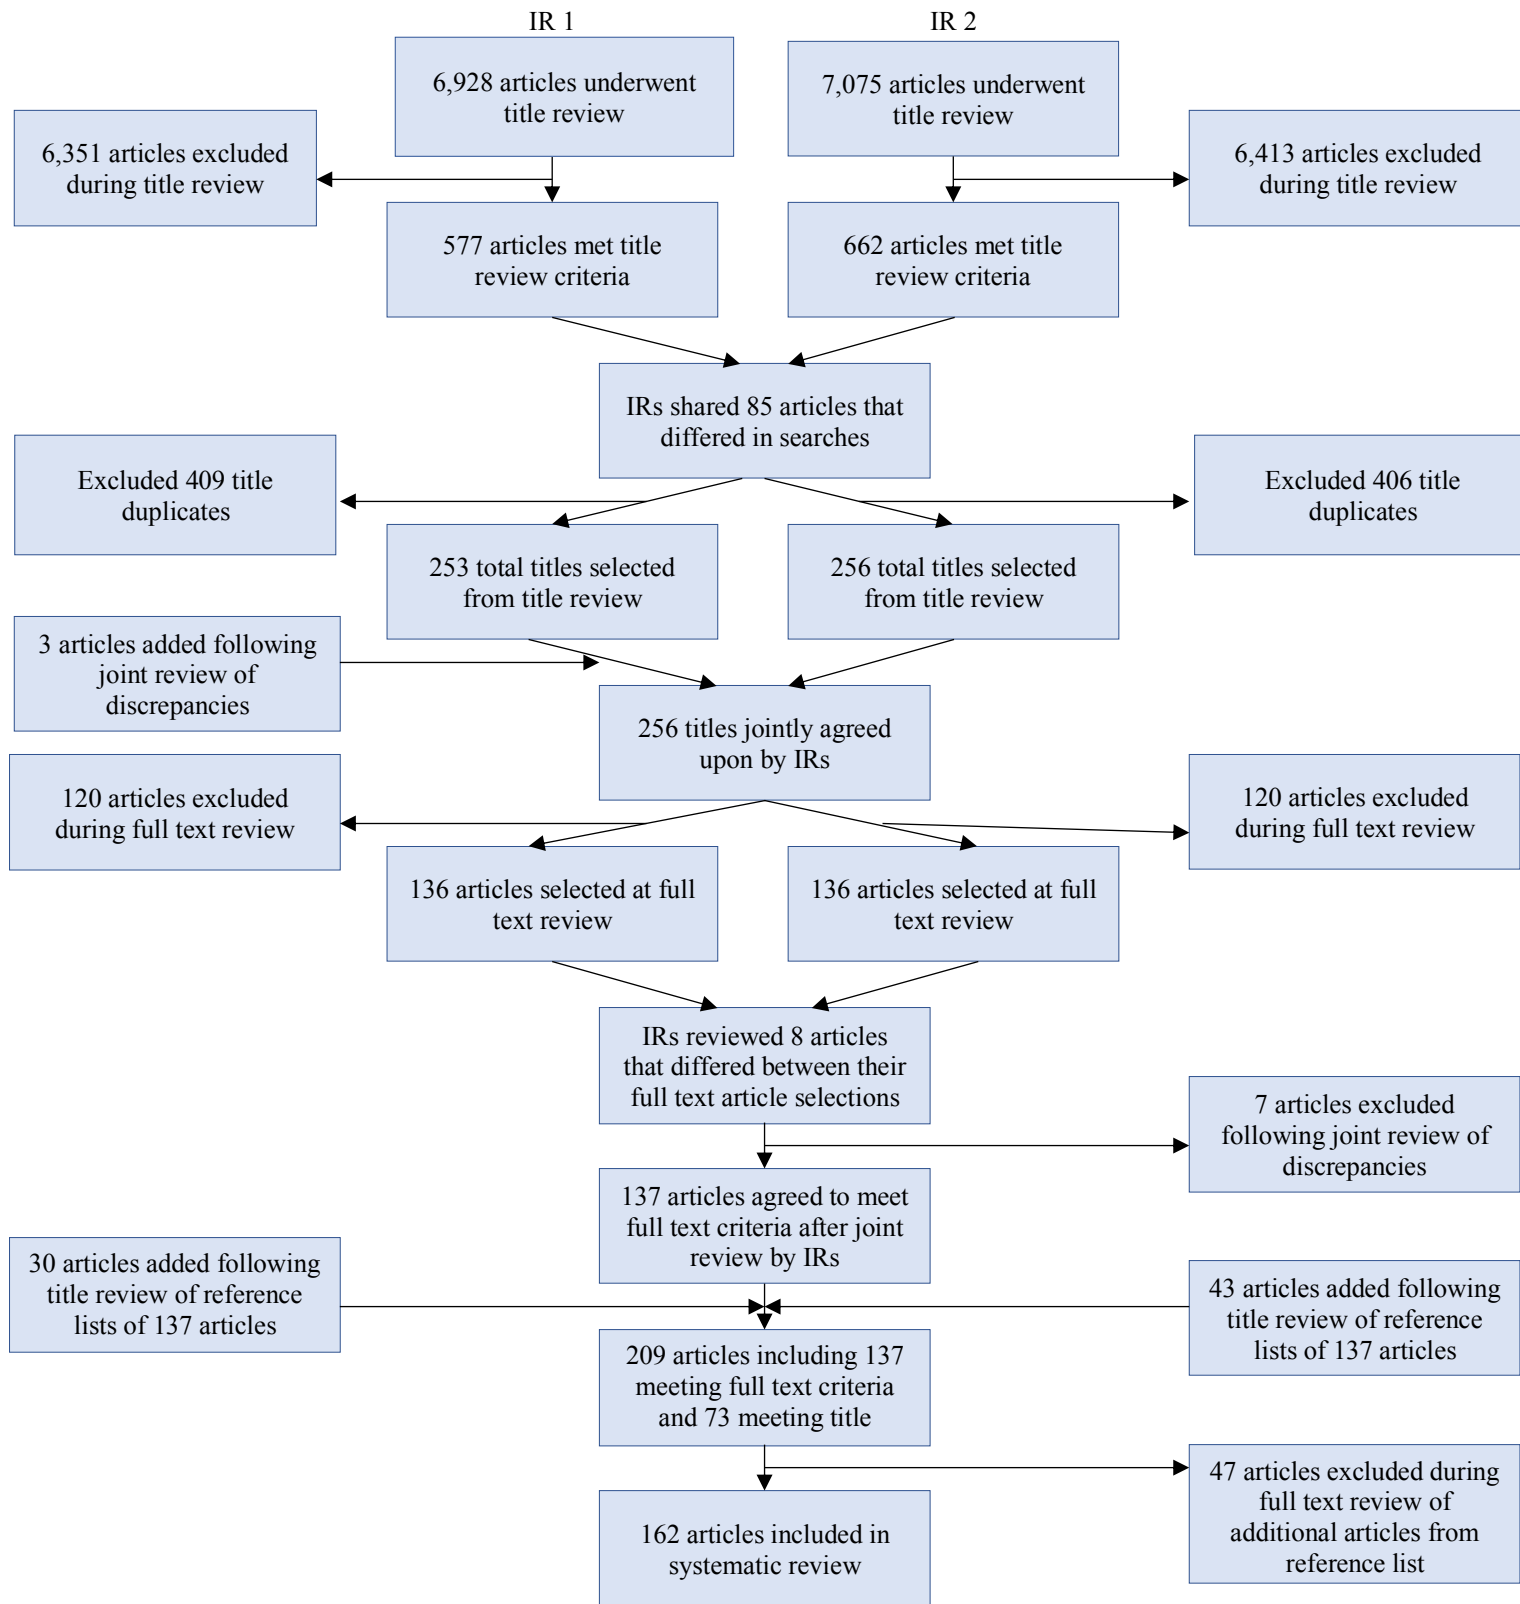 IR 1
IR 2
6,928 articles underwent
title review
7,075 articles underwent
title review
6,351 articles excluded
during title review
6,413 articles excluded
during title review
577 articles met title
review criteria
662 articles met title
review criteria
IRs shared 85 articles that
differed in searches
Excluded 409 title
duplicates
Excluded 406 title
duplicates
253 total titles selected
from title review
256 total titles selected
from title review
3 articles added following
joint review of
discrepancies
256 titles jointly agreed
upon by IRs
120 articles excluded
during full text review
120 articles excluded
during full text review
136 articles selected at full
text review
136 articles selected at full
text review
IRs reviewed 8 articles
that differed between their
full text article selections
7 articles excluded
following joint review of
discrepancies
137 articles agreed to meet
full text criteria after joint
review by IRs
30 articles added following
title review of reference
lists of 137 articles
43 articles added following
title review of reference
lists of 137 articles
209 articles including 137
meeting full text criteria
and 73 meeting title
47 articles excluded during
full text review of
additional articles from
reference list
162 articles included in
systematic review